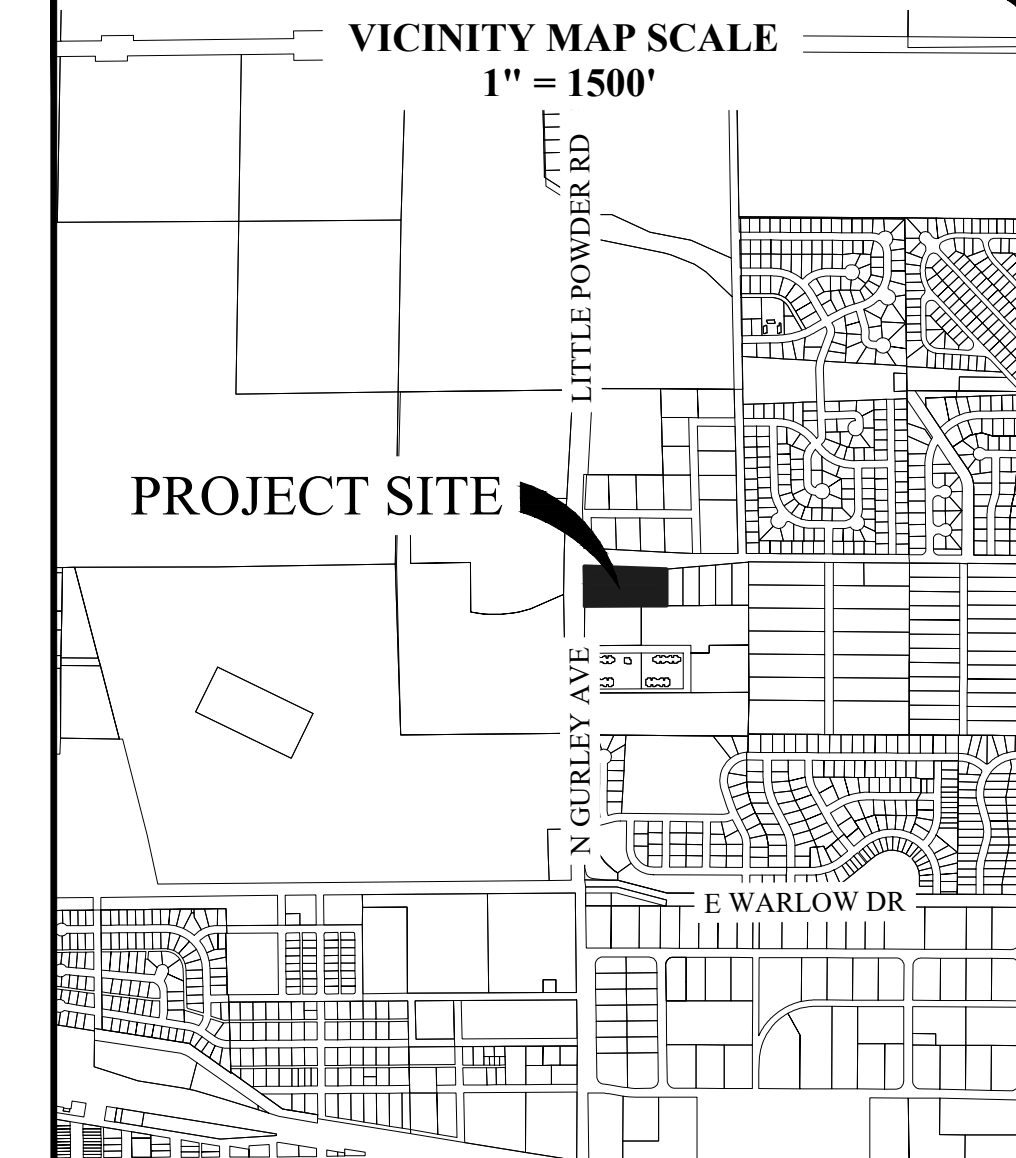 VICINITY MAP SCALE
1" = 1500'
LITTLE POWDER RD
PROJECT SITE
N GURLEY AVE
E WARLOW DR